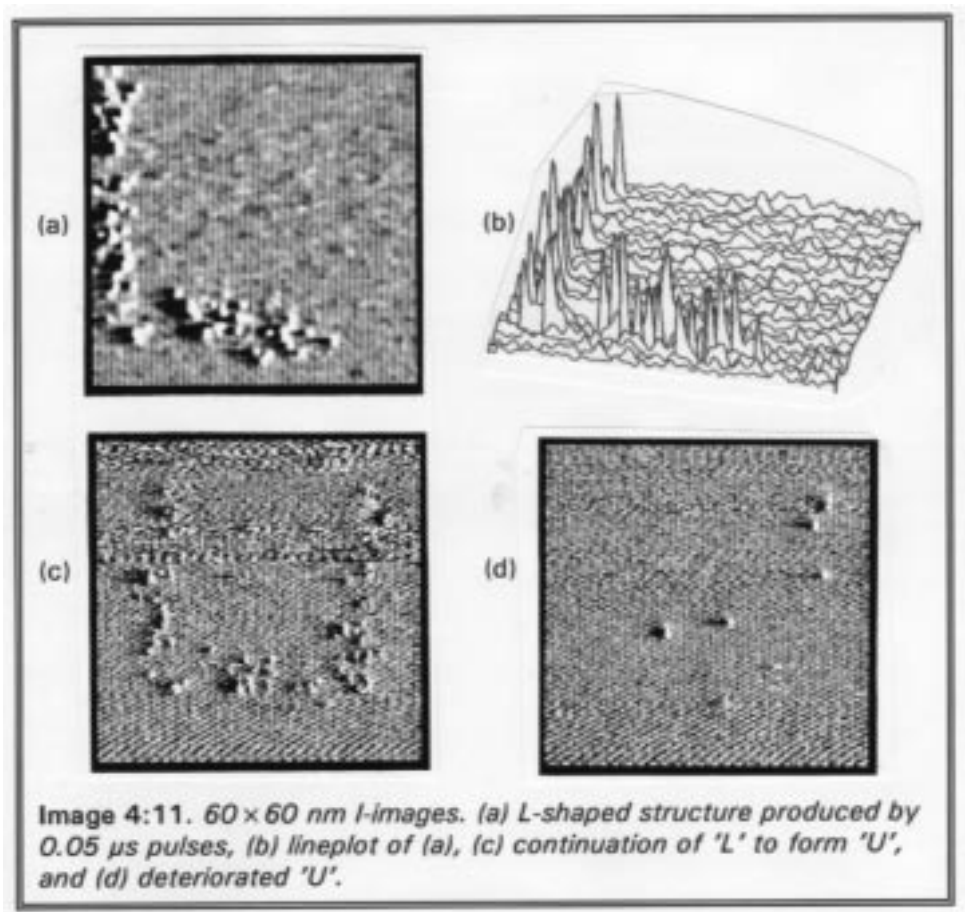 (a)
(b)
(c)
(d)
Image 4:11. 60 × 60 nm I-images. (a) L-shaped structure produced by
0.05 µs pulses, (b) lineplot of (a), (c) continuation of 'L' to form 'U',
and (d) deteriorated 'U'.